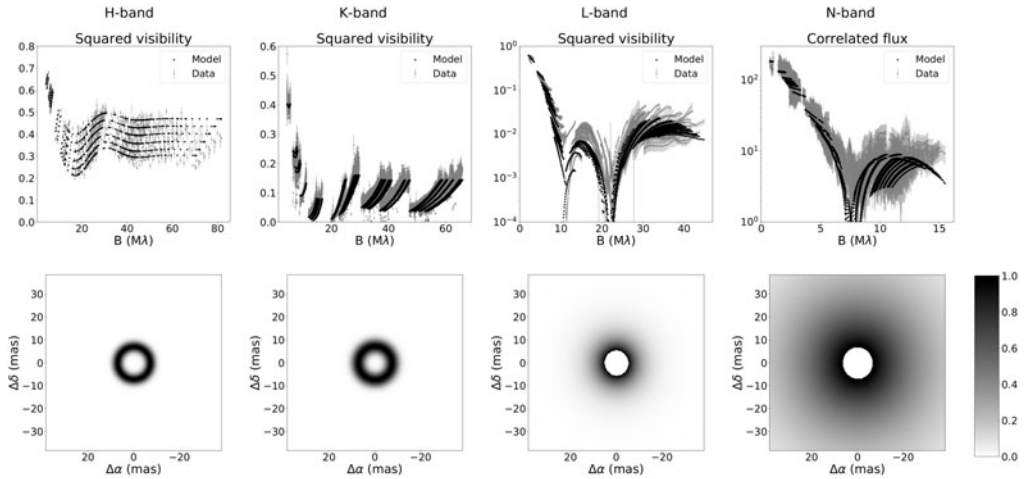 H-band K-band L-band N-band
Squared visibility Squared visibility Squared visibility Correlated flux
Model Model Model Model
Data Data Data Data
0.8
0.7
0.6
0.5
0.4
0.3
0.2
0.1
0.0
0 20 40 60 80
B (Mλ)
0.6
0.5
0.4
0.3
0.2
0.1
0.0
0 10 20 30 40 50 60
B (Mλ)
10⁰
10⁻¹
10⁻²
10⁻³
10⁻⁴
0 10 20 30 40
B (Mλ)
10²
10¹
10⁰
0 5 10 15
B (Mλ)
Δδ (mas)
30
20
10
0
−10
−20
−30
20 0 −20
Δα (mas)
Δδ (mas)
30
20
10
0
−10
−20
−30
20 0 −20
Δα (mas)
Δδ (mas)
30
20
10
0
−10
−20
−30
20 0 −20
Δα (mas)
Δδ (mas)
30
20
10
0
−10
−20
−30
20 0 −20
Δα (mas)
1.0
0.8
0.6
0.4
0.2
0.0